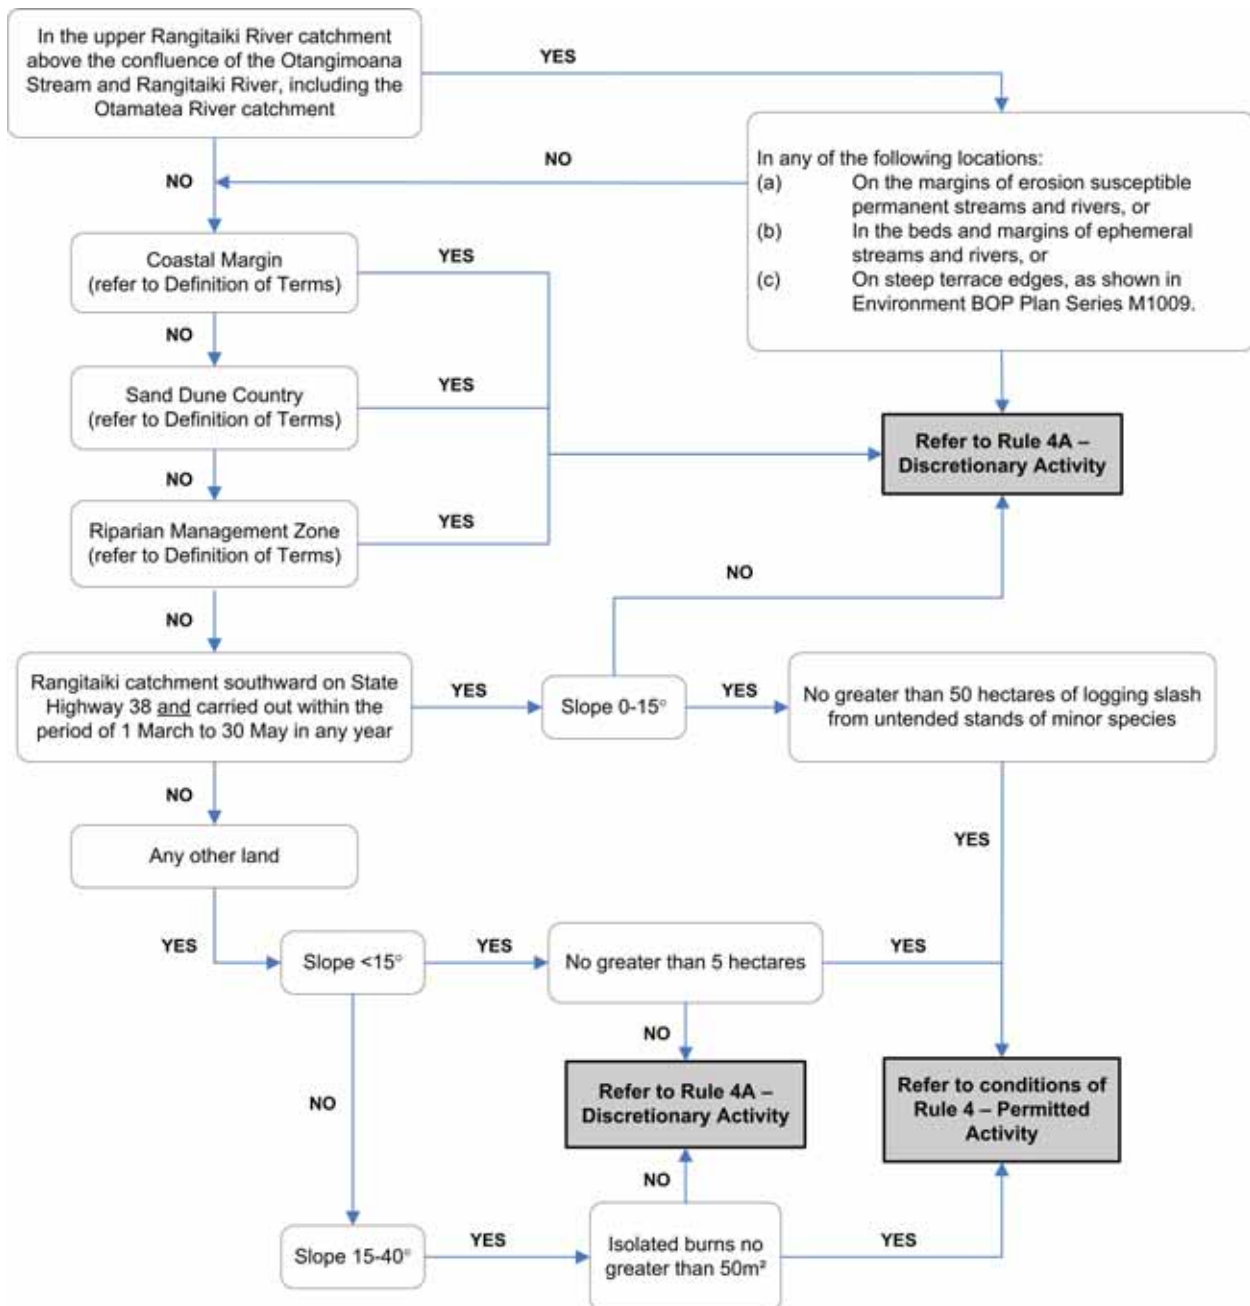 In the upper Rangitaiki River catchment
above the confluence of the Otangimoana
Stream and Rangitaiki River, including the
Otamatea River catchment
YES
NO
NO
In any of the following locations:
(a) On the margins of erosion susceptible
permanent streams and rivers, or
(b) In the beds and margins of ephemeral
streams and rivers, or
(c) On steep terrace edges, as shown in
Environment BOP Plan Series M1009.
Coastal Margin
(refer to Definition of Terms)
YES
NO
Sand Dune Country
(refer to Definition of Terms)
YES
Refer to Rule 4A –
Discretionary Activity
NO
Riparian Management Zone
(refer to Definition of Terms)
YES
NO
NO
Rangitaiki catchment southward on State
Highway 38 and carried out within the
period of 1 March to 30 May in any year
YES
Slope 0-15°
YES
No greater than 50 hectares of logging slash
from untended stands of minor species
NO
YES
Any other land
YES
Slope <15°
YES
No greater than 5 hectares
YES
NO
NO
Refer to Rule 4A –
Discretionary Activity
Refer to conditions of
Rule 4 – Permitted
Activity
NO
Slope 15-40°
YES
Isolated burns no
greater than 50m²
YES